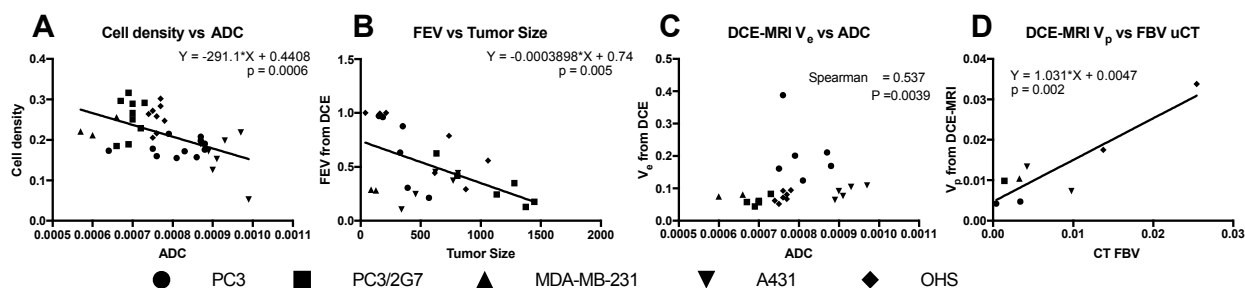 A
Cell density vs ADC
Y = -291.1*X + 0.4408
p = 0.0006
Cell density
0.4
0.3
0.2
0.1
0.0
0.0005 0.0006 0.0007 0.0008 0.0009 0.0010 0.0011
ADC
B
FEV vs Tumor Size
Y = -0.0003898*X + 0.74
p = 0.005
FEV from DCE
1.5
1.0
0.5
0.0
0 500 1000 1500 2000
Tumor Size
C
DCE-MRI Ve vs ADC
Spearman = 0.537
P =0.0039
Ve from DCE
0.5
0.4
0.3
0.2
0.1
0.0
0.0005 0.0006 0.0007 0.0008 0.0009 0.0010 0.0011
ADC
D
DCE-MRI Vp vs FBV uCT
Y = 1.031*X + 0.0047
p = 0.002
Vp from DCE-MRI
0.04
0.03
0.02
0.01
0.00
0.00 0.01 0.02 0.03
CT FBV
PC3 PC3/2G7 MDA-MB-231 A431 OHS